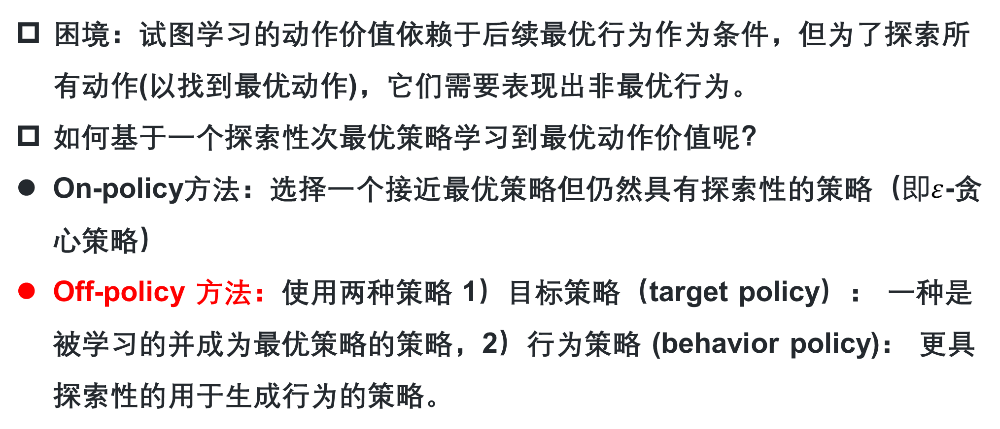 困境：试图学习的动作价值依赖于后续最优行为作为条件，但为了探索所
有动作(以找到最优动作)，它们需要表现出非最优行为。
如何基于一个探索性次最优策略学习到最优动作价值呢？
On-policy方法：选择一个接近最优策略但仍然具有探索性的策略（即ε-贪
心策略）
Off-policy 方法：使用两种策略 1）目标策略（target policy）： 一种是
被学习的并成为最优策略的策略，2）行为策略 (behavior policy)： 更具
探索性的用于生成行为的策略。